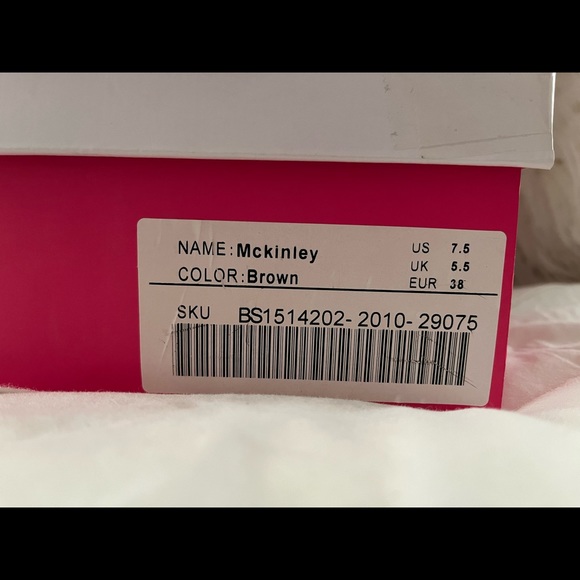 NAME:Mckinley US 7.5
COLOR:Brown UK 5.5
EUR 38
SKU BS1514202-2010-29075